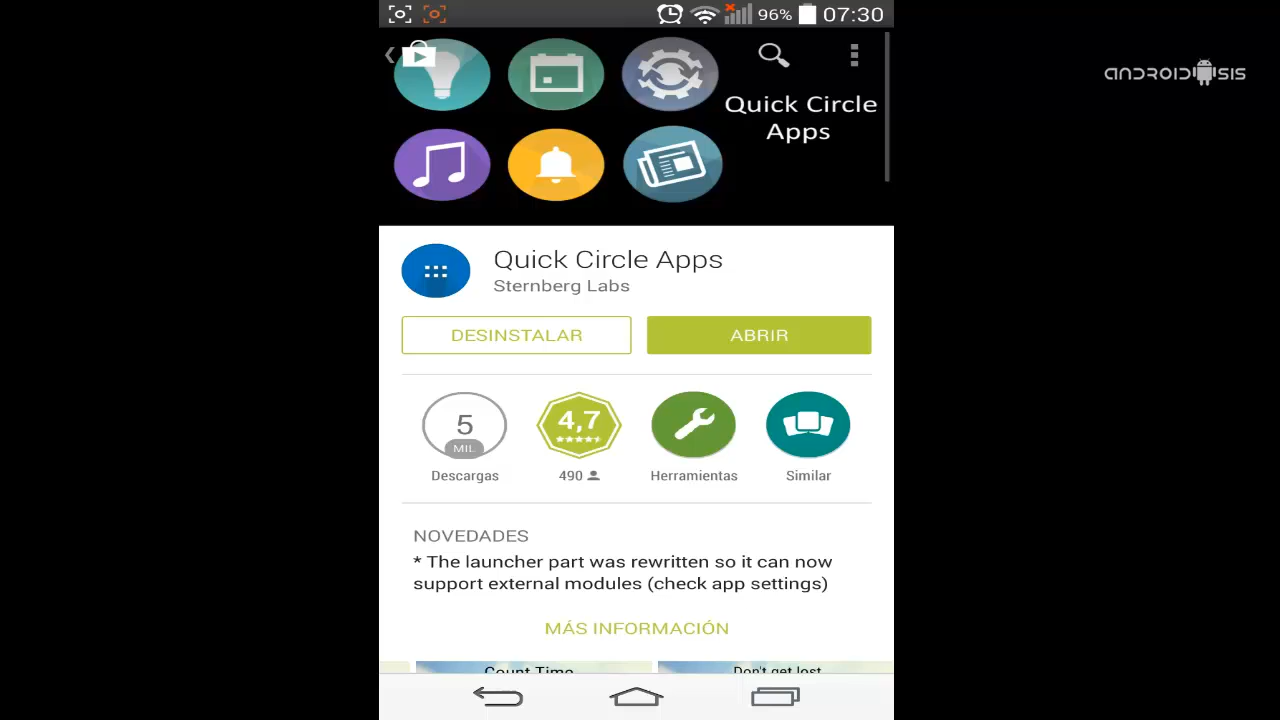 96% 07:30
ANDROIDSIS
Quick Circle
Apps
Quick Circle Apps
Sternberg Labs
DESINSTALAR
ABRIR
5
MIL
Descargas
4,7
490
Herramientas
Similar
NOVEDADES
* The launcher part was rewritten so it can now
support external modules (check app settings)
MÁS INFORMACIÓN
Count Time
Don't get lost